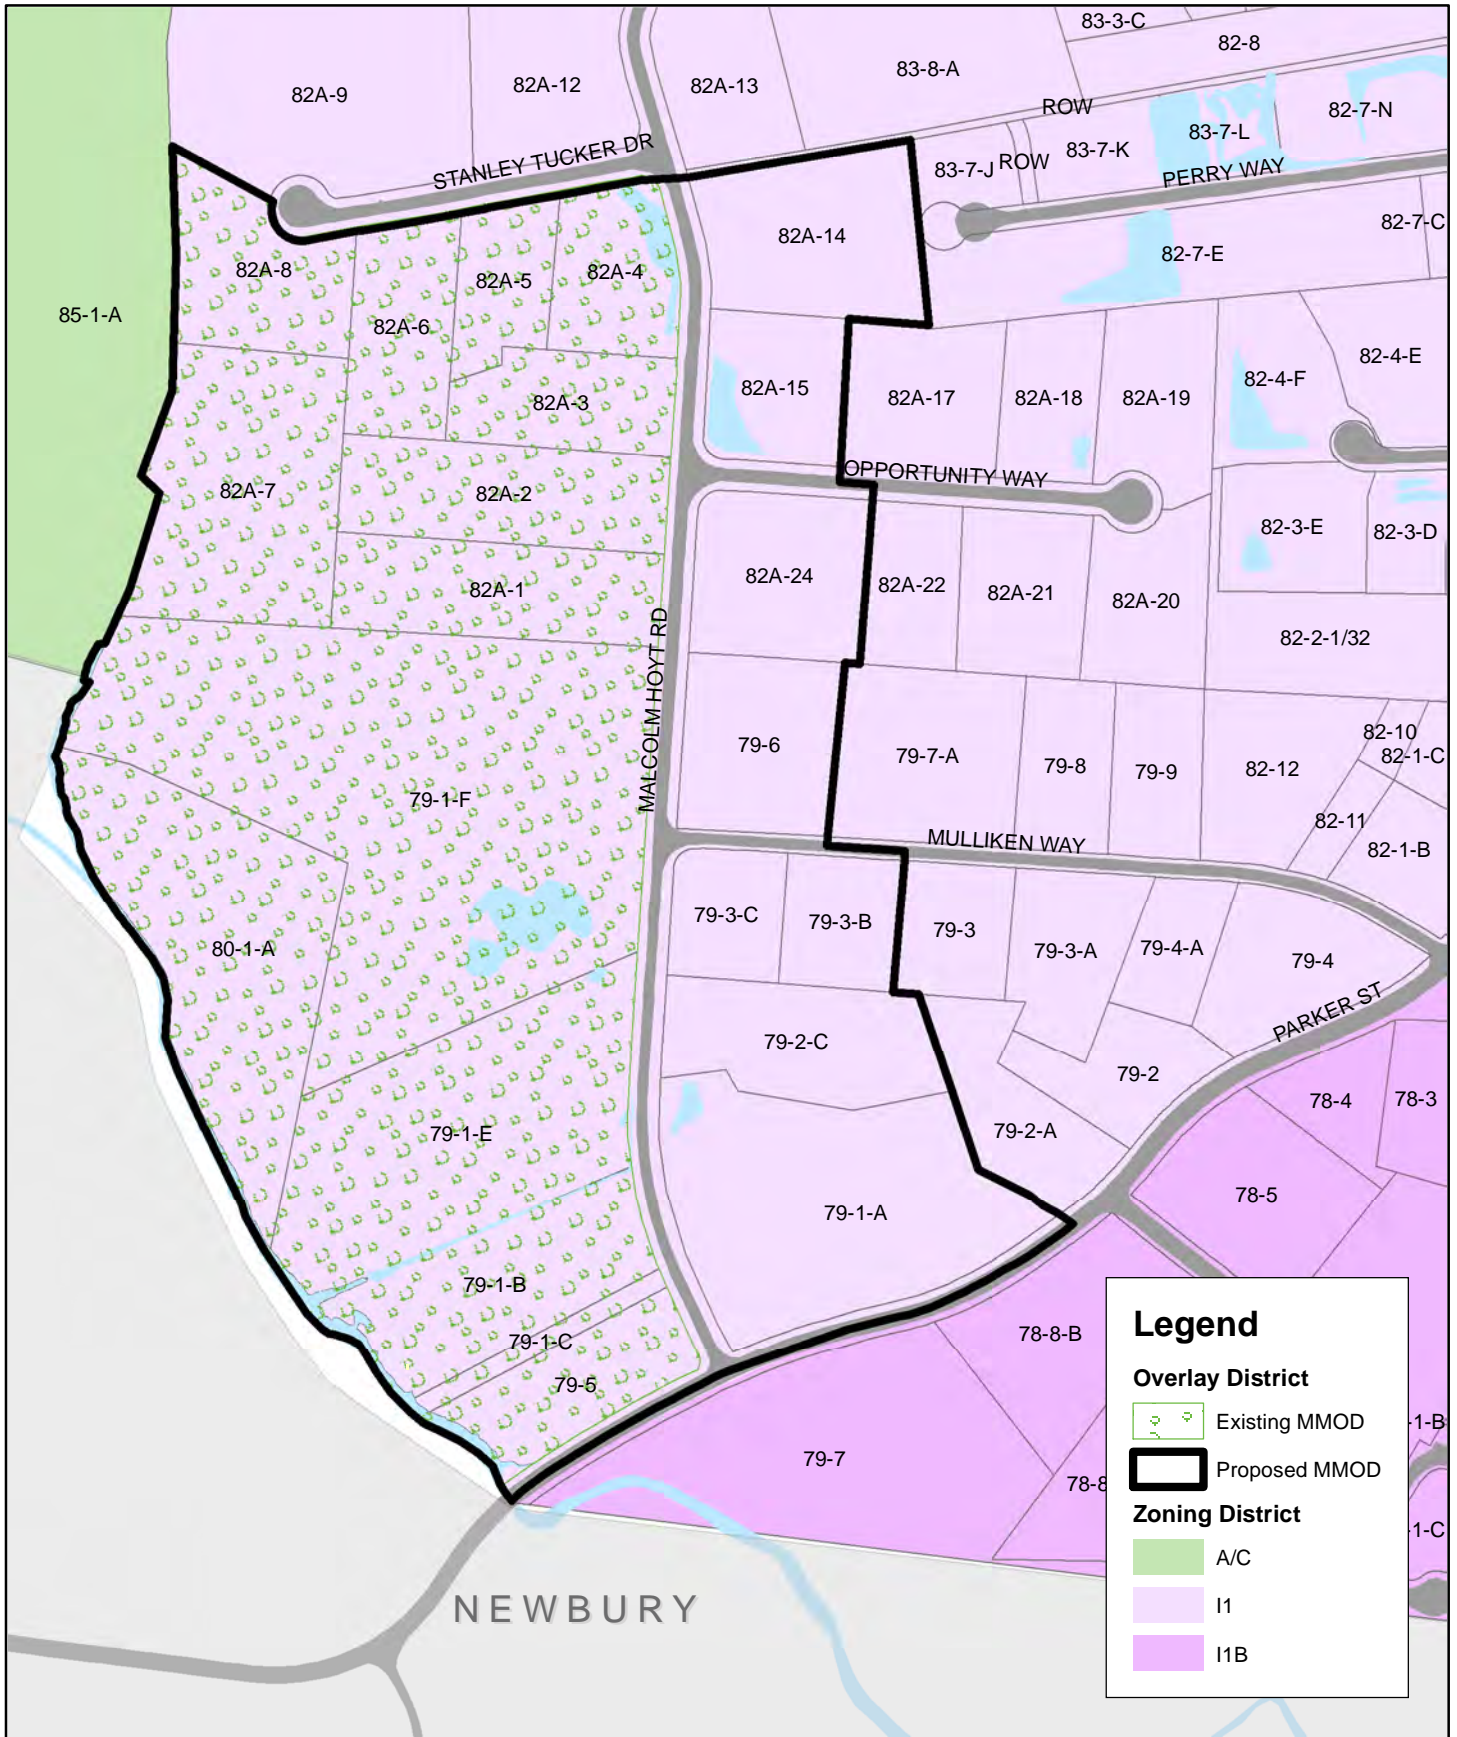 83-3-C
82-8
82A-9
82A-12
82A-13
83-8-A
82-7-N
ROW
83-7-L
STANLEY TUCKER DR
83-7-J
ROW
83-7-K
PERRY WAY
82A-14
82-7-C
82A-8
82A-5
82A-4
82-7-E
85-1-A
82A-6
82-4-E
82A-15
82A-17
82A-18
82A-19
82-4-F
82A-3
OPPORTUNITY WAY
82A-7
82A-2
82-3-E
82-3-D
82A-24
82A-22
82A-21
82A-20
82A-1
82-2-1/32
MALCOLM HOYT RD
79-6
79-7-A
79-8
79-9
82-12
82-10
82-1-C
79-1-F
82-11
82-1-B
MULLIKEN WAY
79-3-C
79-3-B
79-3
79-3-A
79-4-A
79-4
80-1-A
PARKER ST
79-2-C
79-2
78-4
78-3
79-1-E
79-2-A
78-5
79-1-A
79-1-B
79-1-C
78-8-B
79-5
79-7
78-8
-1-B
-1-C
NEWBURY
Legend
Overlay District
Existing MMOD
Proposed MMOD
Zoning District
A/C
I1
I1B